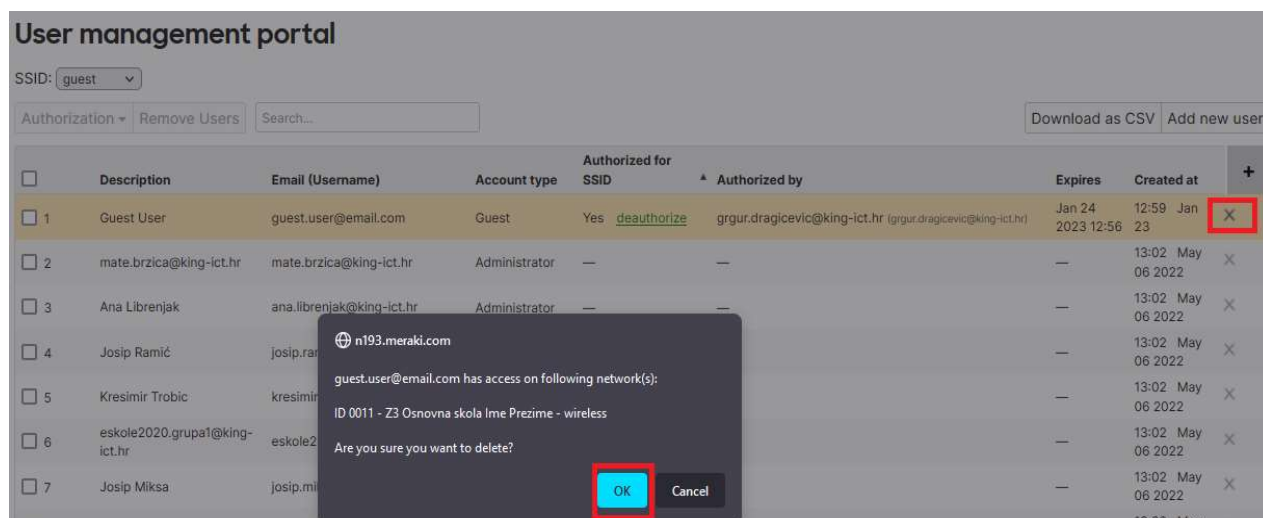 User management portal
SSID: guest
Authorization Remove Users Search... Download as CSV Add new user
Description Email (Username) Account type Authorized for SSID Authorized by Expires Created at +
1 Guest User guest.user@email.com Guest Yes deauthorize grgur.dragicevic@king-ict.hr (grgur.dragicevic@king-ict.hr) Jan 24 2023 12:56 12:59 Jan 23 X
2 mate.brzica@king-ict.hr mate.brzica@king-ict.hr Administrator — — — 13:02 May 06 2022 X
3 Ana Librenjak ana.librenjak@king-ict.hr Administrator — — — 13:02 May 06 2022 X
4 Josip Ramić josip.rar — 13:02 May 06 2022 X
5 Kresimir Trobic kresimir — 13:02 May 06 2022 X
6 eskole2020.grupa1@king-ict.hr eskole2 — 13:02 May 06 2022 X
7 Josip Miksa josip.mi — 13:02 May 06 2022 X
n193.meraki.com
guest.user@email.com has access on following network(s):
ID 0011 - Z3 Osnovna skola Ime Prezime - wireless
Are you sure you want to delete?
OK Cancel